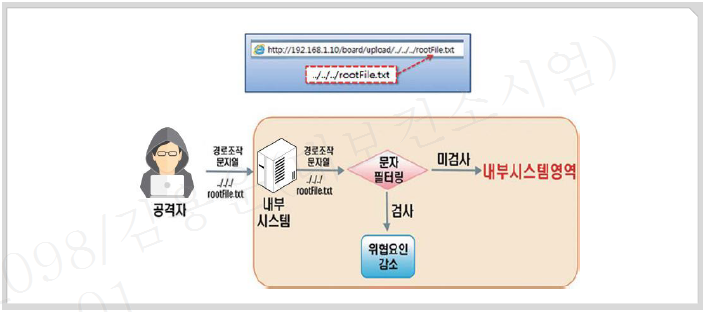 http://192.168.1.10/board/upload/../../../rootFile.txt
../../../rootFile.txt
경로조작
문자열
../../
rootFile.txt
공격자
내부
시스템
경로조작
문자열
../../
rootFile.txt
문자
필터링
미검사
내부시스템영역
검사
위협요인
감소